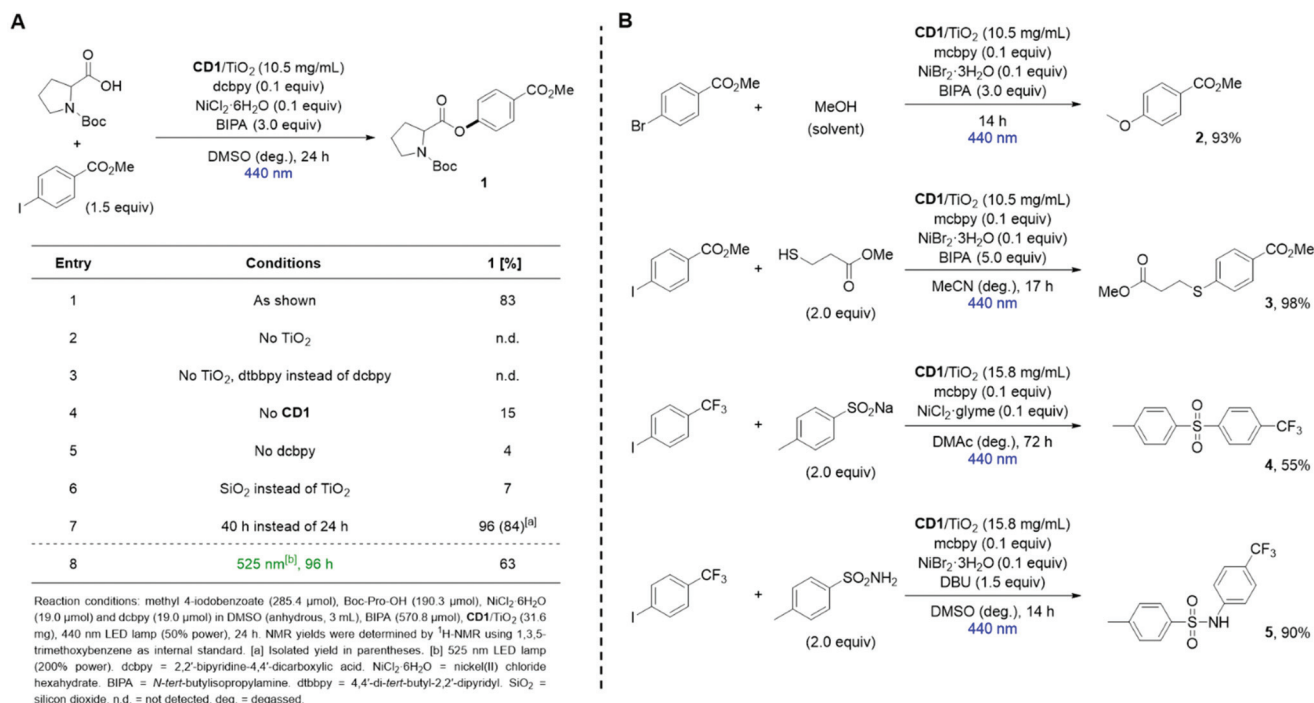 A
O
OH
N
Boc
+
I
CO₂Me
(1.5 equiv)
CD1/TiO₂ (10.5 mg/mL)
dcbpy (0.1 equiv)
NiCl₂·6H₂O (0.1 equiv)
BIPA (3.0 equiv)
DMSO (deg.), 24 h
440 nm
CO₂Me
O
O
N
Boc
1
Entry Conditions 1 [%]
1 As shown 83
2 No TiO₂ n.d.
3 No TiO₂, dtbbpy instead of dcbpy n.d.
4 No CD1 15
5 No dcbpy 4
6 SiO₂ instead of TiO₂ 7
7 40 h instead of 24 h 96 (84)[a]
8 525 nm[b], 96 h 63
Reaction conditions: methyl 4-iodobenzoate (285.4 µmol), Boc-Pro-OH (190.3 µmol), NiCl₂·6H₂O
(19.0 µmol) and dcbpy (19.0 µmol) in DMSO (anhydrous, 3 mL), BIPA (570.8 µmol), CD1/TiO₂ (31.6
mg), 440 nm LED lamp (50% power), 24 h. NMR yields were determined by ¹H-NMR using 1,3,5-
trimethoxybenzene as internal standard. [a] Isolated yield in parentheses. [b] 525 nm LED lamp
(200% power). dcbpy = 2,2'-bipyridine-4,4'-dicarboxylic acid. NiCl₂·6H₂O = nickel(II) chloride
hexahydrate. BIPA = N-tert-butylisopropylamine. dtbbpy = 4,4'-di-tert-butyl-2,2'-dipyridyl. SiO₂ =
silicon dioxide. n.d. = not detected. deg. = degassed.
B
CO₂Me
Br
+
MeOH
(solvent)
CD1/TiO₂ (10.5 mg/mL)
mcbpy (0.1 equiv)
NiBr₂·3H₂O (0.1 equiv)
BIPA (3.0 equiv)
14 h
440 nm
CO₂Me
O
2, 93%
CO₂Me
I
+
HS
OMe
O
(2.0 equiv)
CD1/TiO₂ (10.5 mg/mL)
mcbpy (0.1 equiv)
NiBr₂·3H₂O (0.1 equiv)
BIPA (5.0 equiv)
MeCN (deg.), 17 h
440 nm
CO₂Me
O
MeO
S
3, 98%
CF₃
I
+
SO₂Na
(2.0 equiv)
CD1/TiO₂ (15.8 mg/mL)
mcbpy (0.1 equiv)
NiCl₂·glyme (0.1 equiv)
DMAc (deg.), 72 h
440 nm
O
S
O
CF₃
4, 55%
CF₃
I
+
SO₂NH₂
(2.0 equiv)
CD1/TiO₂ (15.8 mg/mL)
mcbpy (0.1 equiv)
NiBr₂·3H₂O (0.1 equiv)
DBU (1.5 equiv)
DMSO (deg.), 14 h
440 nm
CF₃
O
S
NH
O
5, 90%